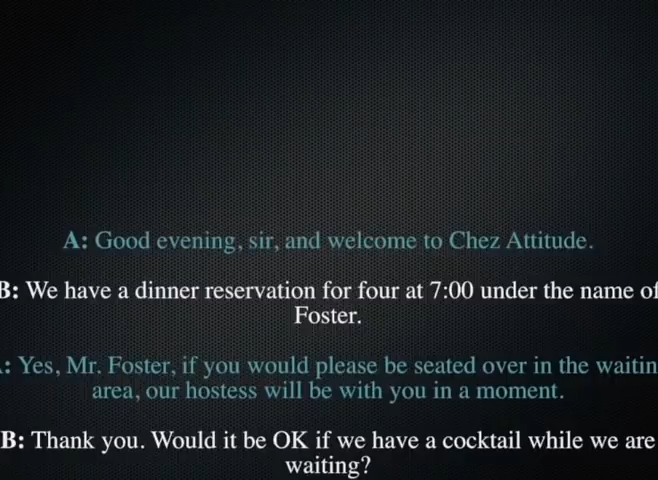 A: Good evening, sir, and welcome to Chez Attitude.
B: We have a dinner reservation for four at 7:00 under the name of
Foster.
: Yes, Mr. Foster, if you would please be seated over in the waitin
area, our hostess will be with you in a moment.
B: Thank you. Would it be OK if we have a cocktail while we are
waiting?